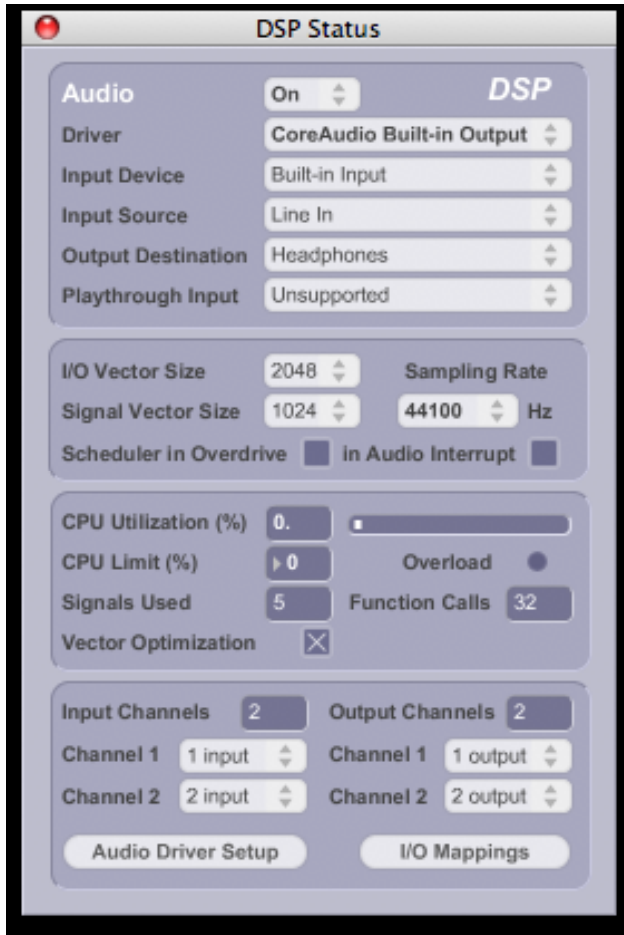 DSP Status
Audio On DSP
Driver CoreAudio Built-in Output
Input Device Built-in Input
Input Source Line In
Output Destination Headphones
Playthrough Input Unsupported
I/O Vector Size 2048 Sampling Rate
Signal Vector Size 1024 44100 Hz
Scheduler in Overdrive in Audio Interrupt
CPU Utilization (%) 0.
CPU Limit (%) 0 Overload
Signals Used 5 Function Calls 32
Vector Optimization
Input Channels 2 Output Channels 2
Channel 1 1 input Channel 1 1 output
Channel 2 2 input Channel 2 2 output
Audio Driver Setup I/O Mappings